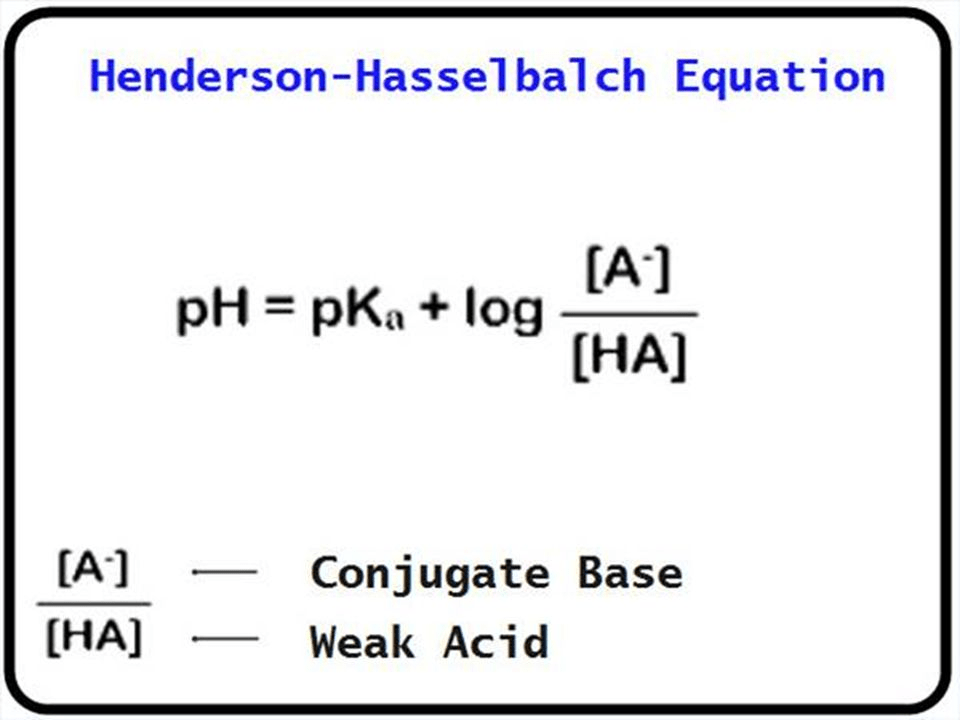 Henderson-Hasselbalch Equation
[A-]
pH = pKa + log
[HA]
[A-] Conjugate Base
[HA] Weak Acid